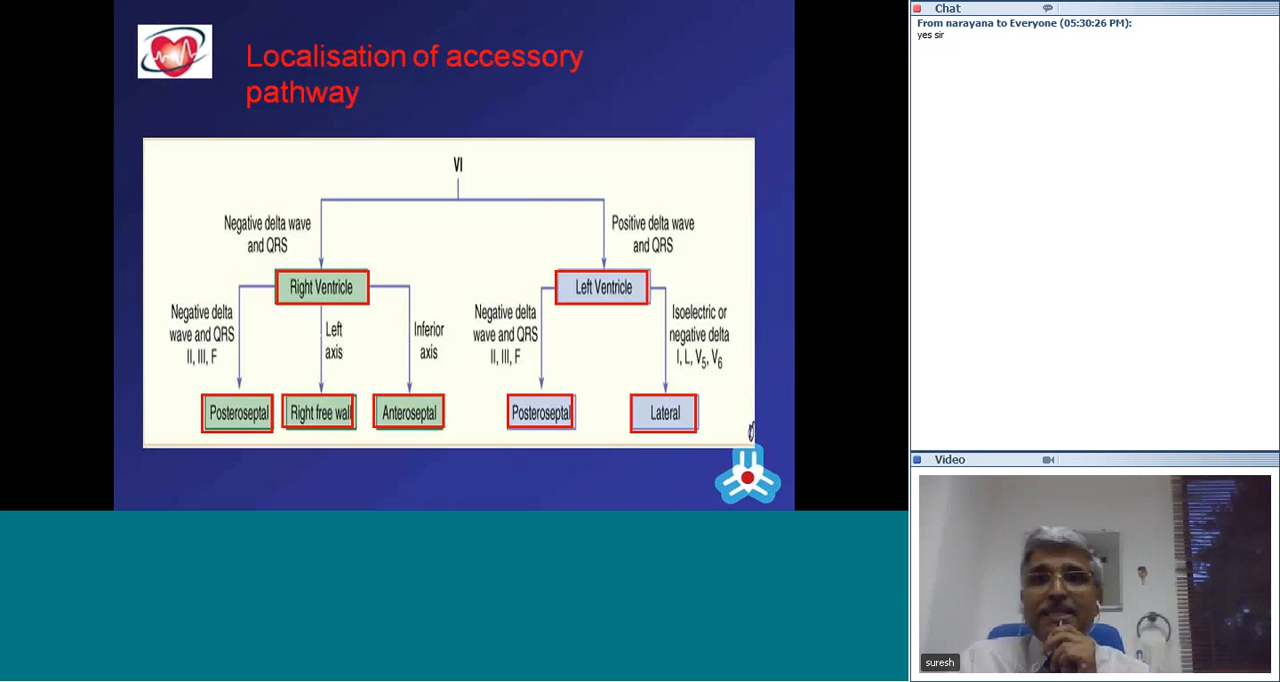 Localisation of accessory
pathway
VI
Negative delta wave
and QRS
Positive delta wave
and QRS
Right Ventricle
Left Ventricle
Negative delta
wave and QRS
II, III, F
Left
axis
Inferior
axis
Negative delta
wave and QRS
II, III, F
Isoelectric or
negative delta
I, L, V5, V6
Posteroseptal
Right free wall
Anteroseptal
Posteroseptal
Lateral
Chat
From narayana to Everyone (05:30:26 PM):
yes sir
Video
suresh